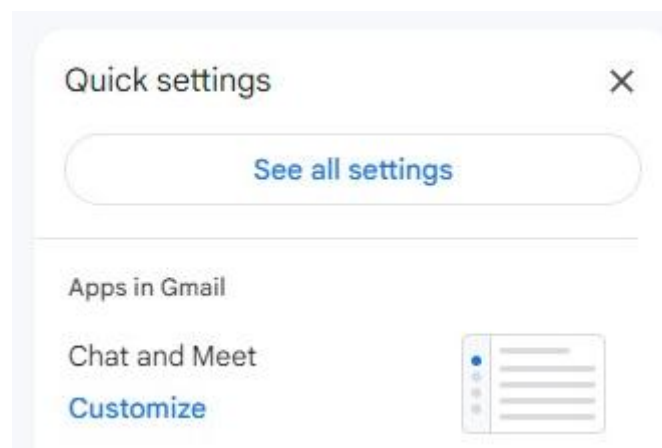 Quick settings
See all settings
Apps in Gmail
Chat and Meet
Customize